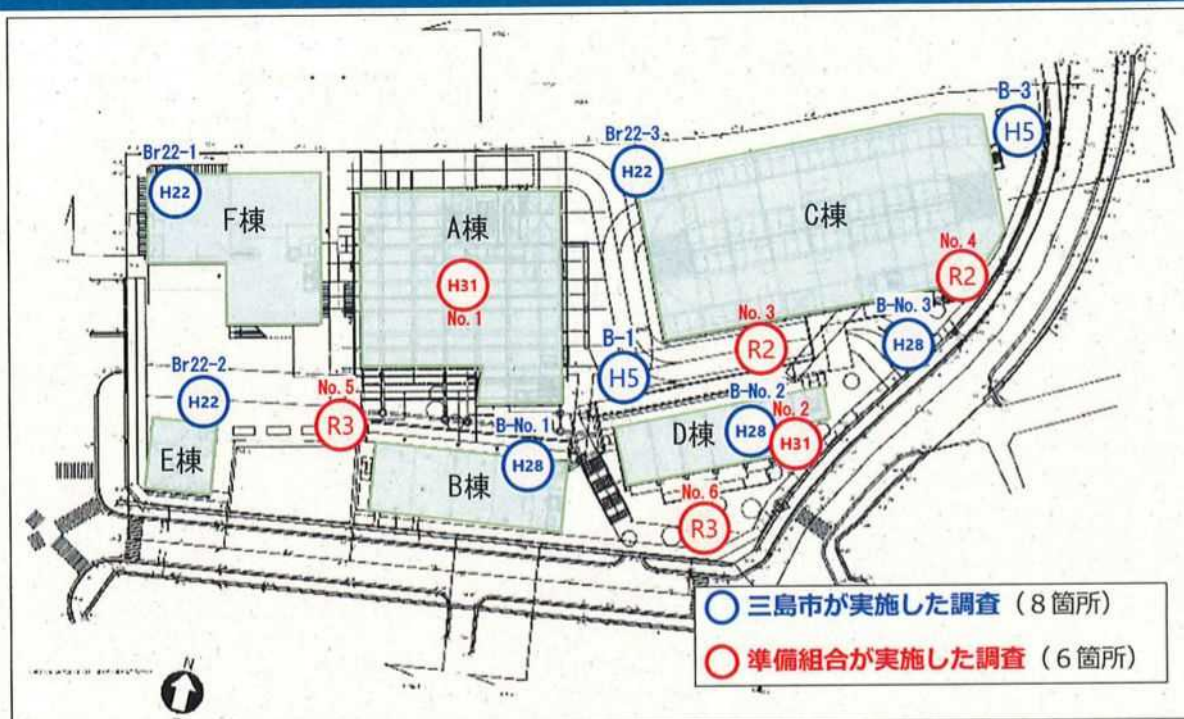 B-3
H5
Br22-3
H22
Br22-1
H22
F棟
A棟
C棟
H31
No.1
No.4
R2
No.3
R2
B-No.3
H28
B-1
H5
Br22-2
H22
No.5
R3
B-No.2
H28
No.2
H31
D棟
B-No.1
H28
E棟
B棟
No.6
R3
三島市が実施した調査（8箇所）
準備組合が実施した調査（6箇所）
N